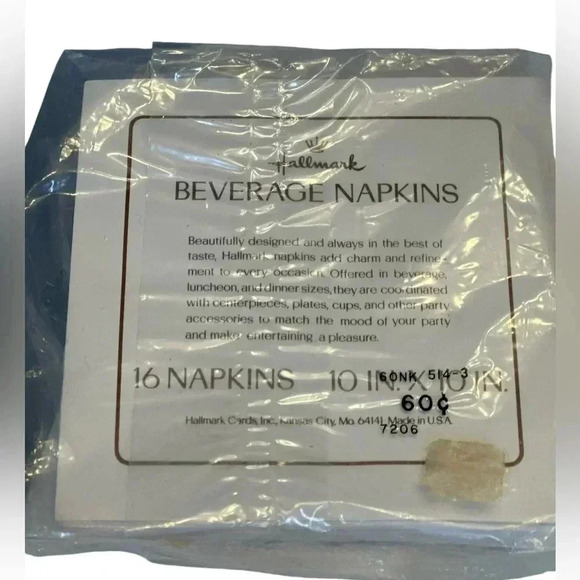 Hallmark
BEVERAGE NAPKINS
Beautifully designed and always in the best of
taste, Hallmark napkins add charm and refine-
ment to every occasion. Offered in beverage,
luncheon, and dinner sizes, they are coordinated
with centerpieces, plates, cups, and other party
accessories to match the mood of your party
and make entertaining a pleasure.
16 NAPKINS 10 IN. X 10 IN.
60NK 514-3
60¢
Hallmark Cards, Inc., Kansas City, Mo. 64141, Made in U.S.A.
7206